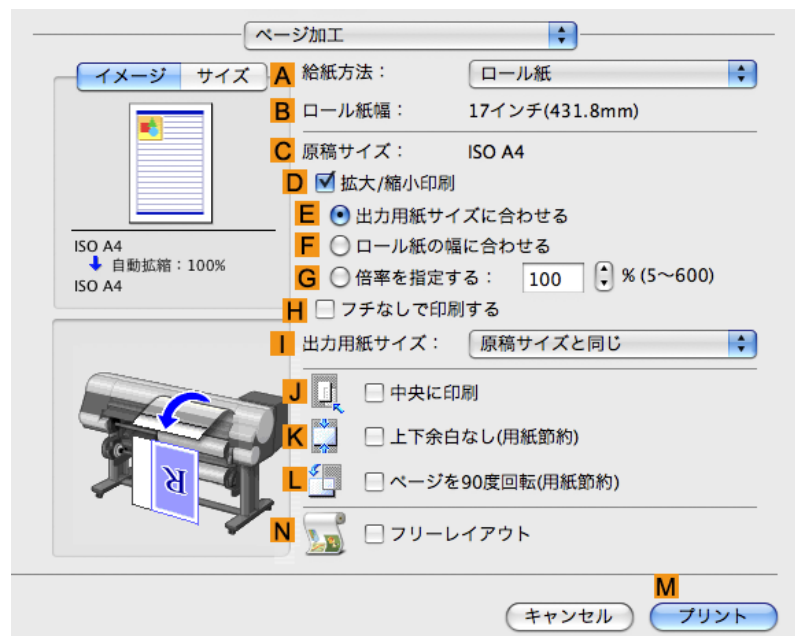 ページ加工
イメージ サイズ
A 給紙方法： ロール紙
B ロール紙幅： 17インチ(431.8mm)
C 原稿サイズ： ISO A4
D 拡大/縮小印刷
E 出力用紙サイズに合わせる
F ロール紙の幅に合わせる
G 倍率を指定する： 100 % (5～600)
H フチなしで印刷する
ISO A4
自動拡縮：100%
ISO A4
I 出力用紙サイズ： 原稿サイズと同じ
J 中央に印刷
K 上下余白なし(用紙節約)
L ページを90度回転(用紙節約)
R
N フリーレイアウト
M
キャンセル プリント